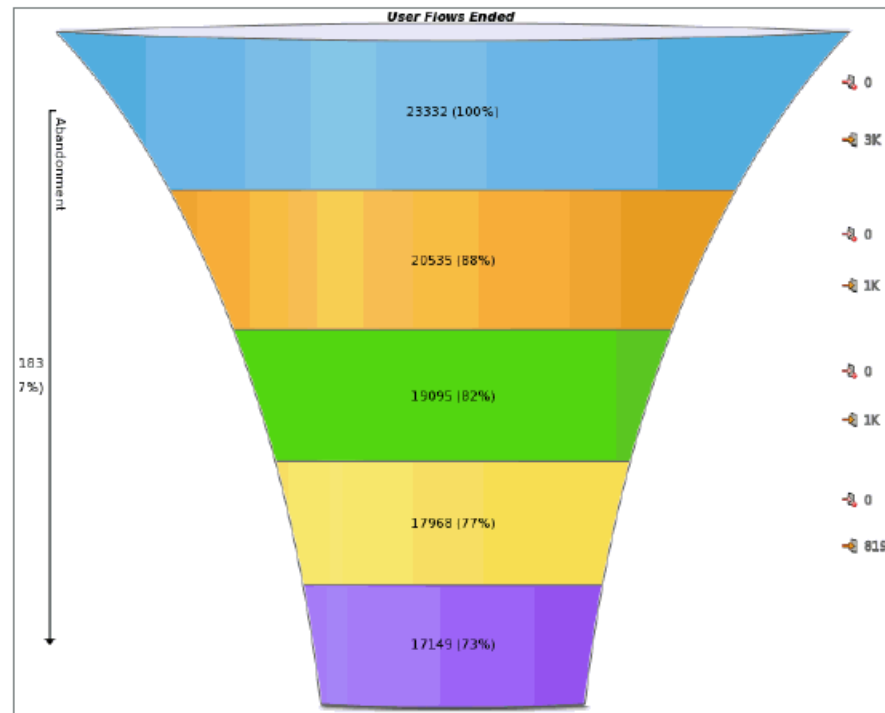 User Flows Ended
23332 (100%)
0
3K
Abandonment
20535 (88%)
0
1K
183
7%)
19095 (82%)
0
1K
17968 (77%)
0
819
17149 (73%)